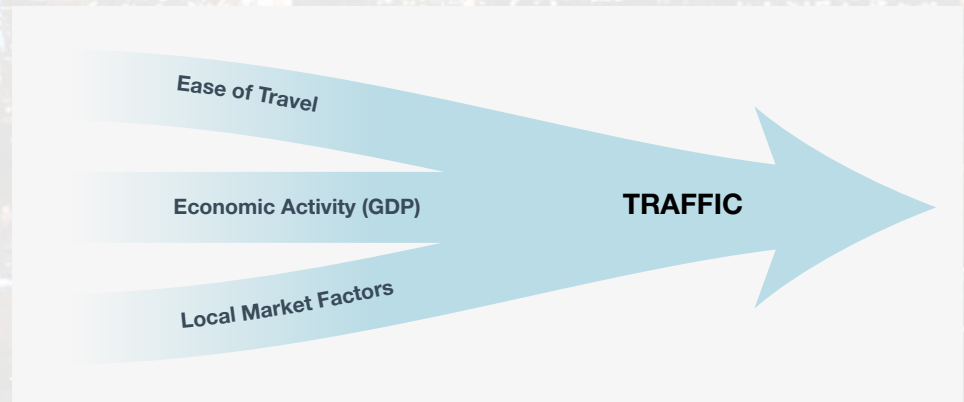 Ease of Travel
Economic Activity (GDP)
TRAFFIC
Local Market Factors